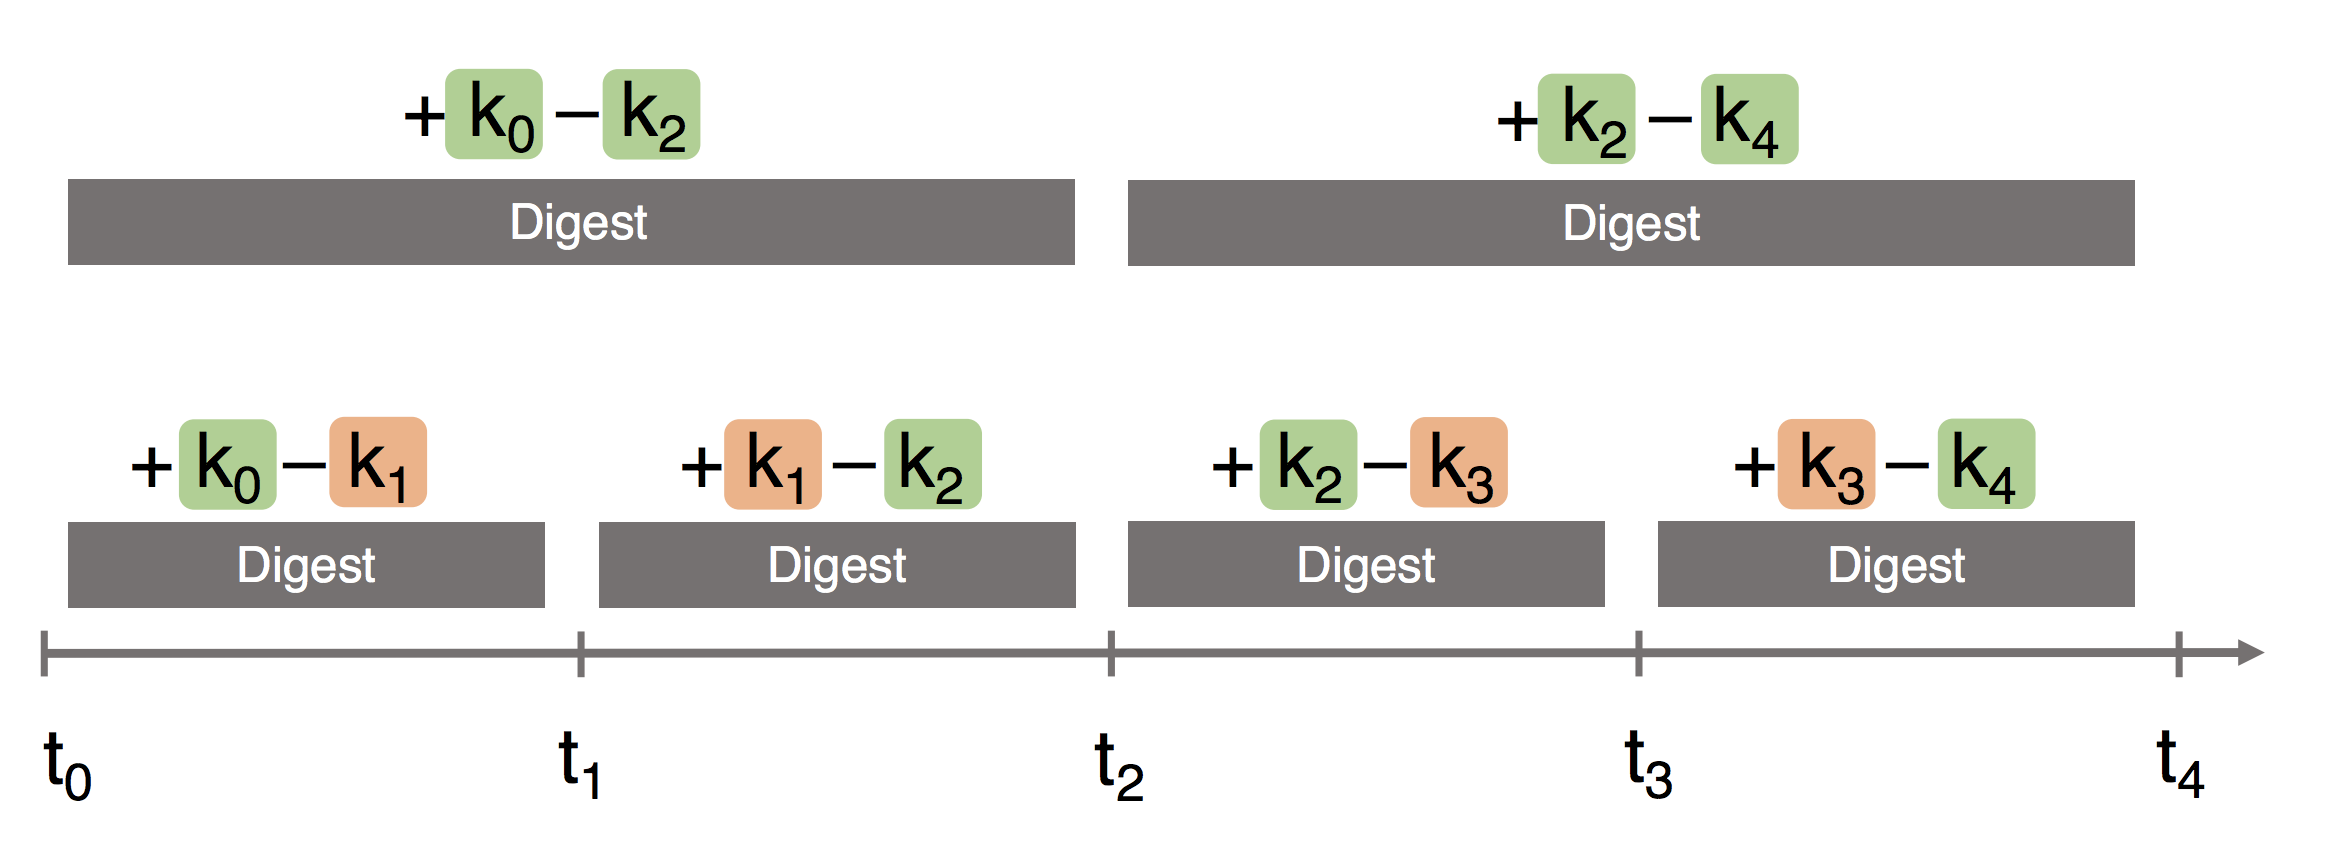 +k₀–k₂ +k₂–k₄
Digest Digest
+k₀–k₁ +k₁–k₂ +k₂–k₃ +k₃–k₄
Digest Digest Digest Digest
t₀ t₁ t₂ t₃ t₄